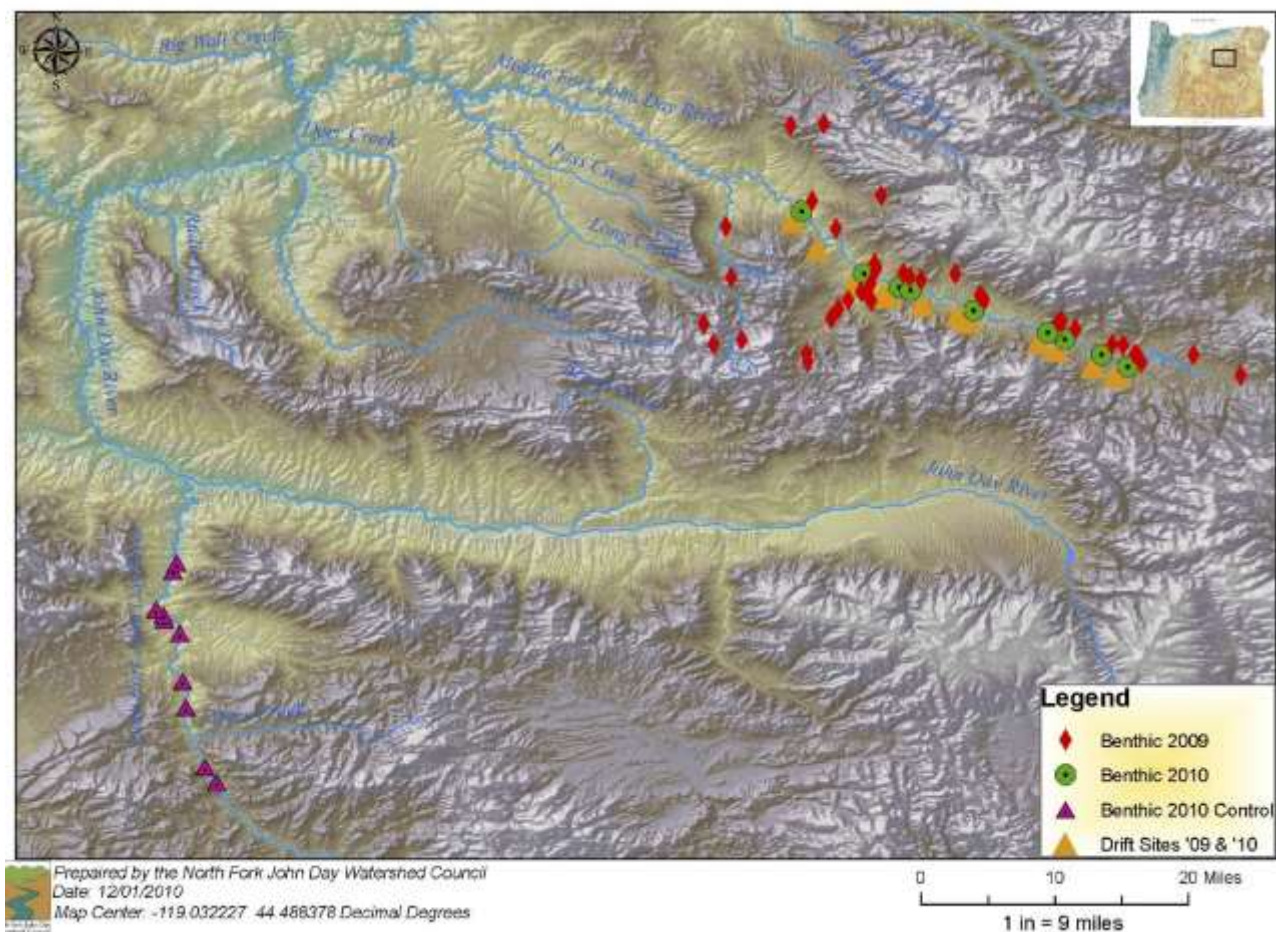 N
S
Big Wall Creek
Middle Fork John Day River
Deer Creek
Pass Creek
Long Creek
John Day River
John Day River
Legend
Benthic 2009
Benthic 2010
Benthic 2010 Control
Drift Sites '09 & '10
Prepared by the North Fork John Day Watershed Council
Date: 12/01/2010
Map Center: -119.032227 44.486378 Decimal Degrees
0 10 20 Miles
1 in = 9 miles